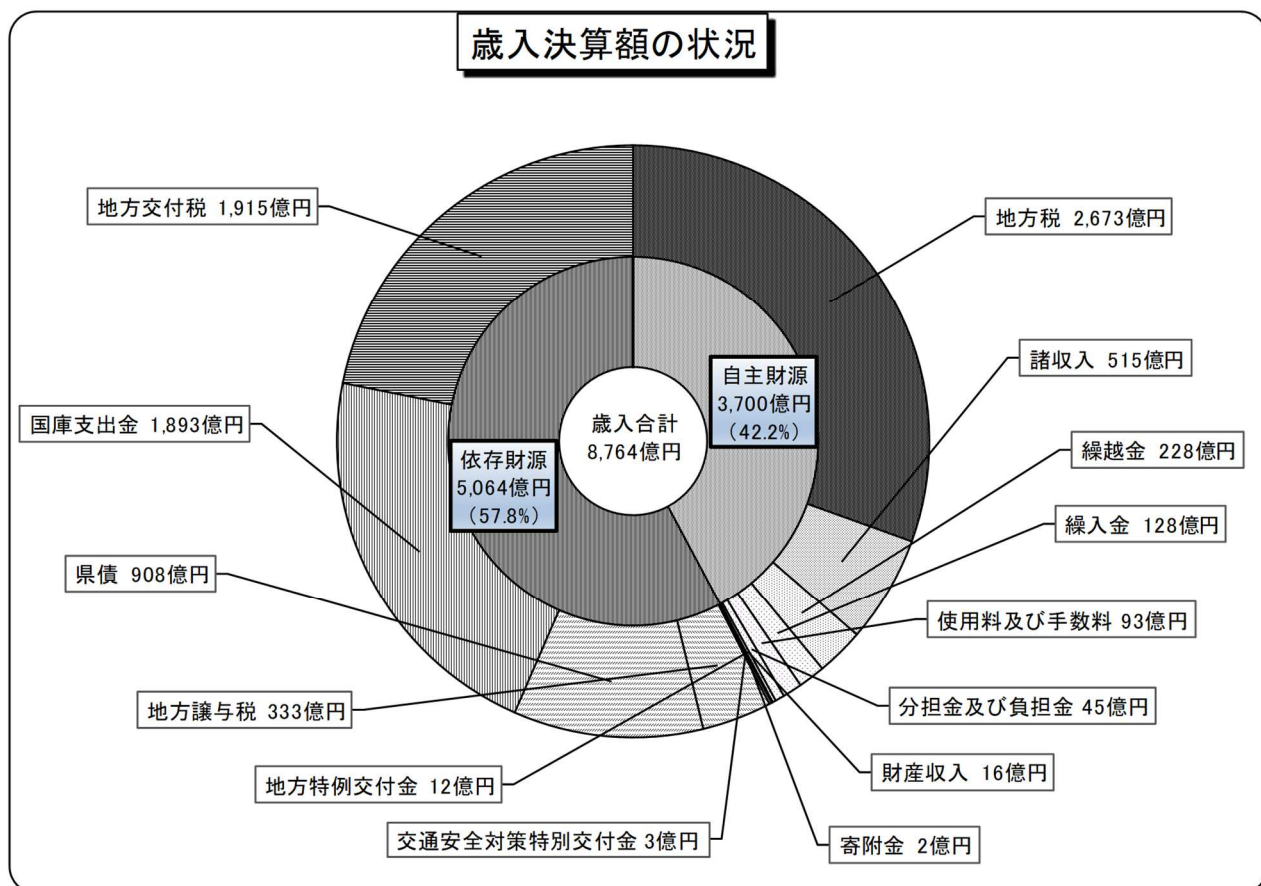 歳入決算額の状況
地方交付税 1,915億円
地方税 2,673億円
諸収入 515億円
自主財源
3,700億円
（42.2%）
歳入合計
8,764億円
国庫支出金 1,893億円
依存財源
5,064億円
（57.8%）
繰越金 228億円
繰入金 128億円
県債 908億円
使用料及び手数料 93億円
地方譲与税 333億円
分担金及び負担金 45億円
地方特例交付金 12億円
財産収入 16億円
交通安全対策特別交付金 3億円
寄附金 2億円